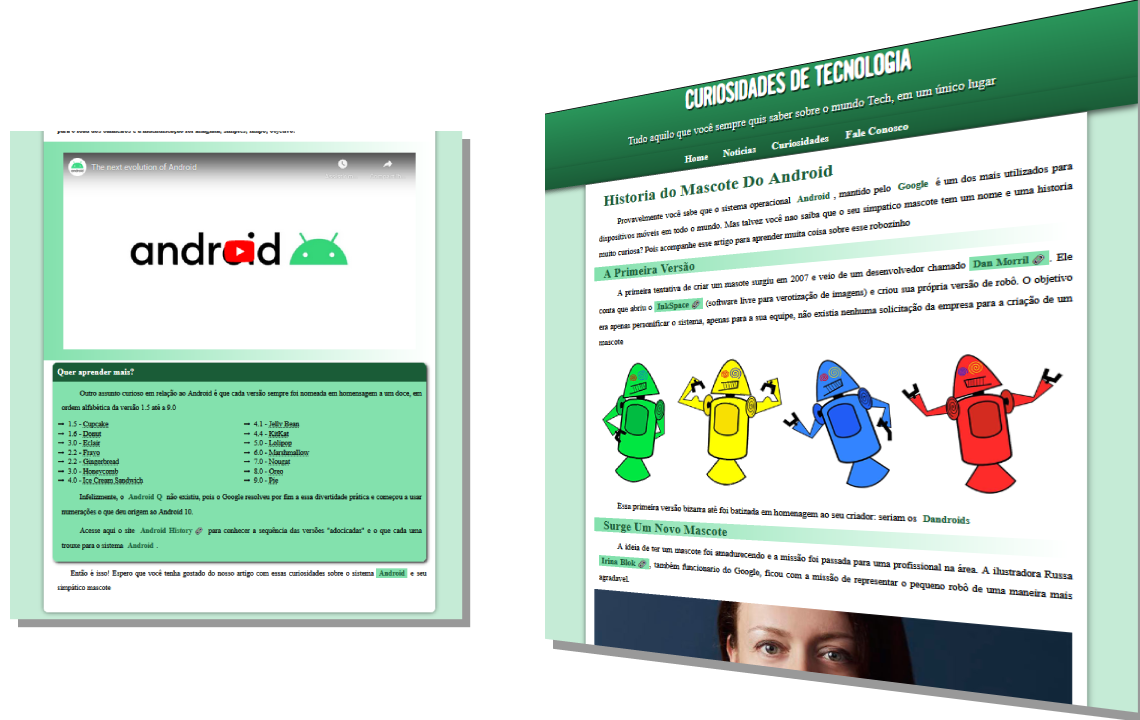 The next evolution of Android
android
Quer aprender mais?
Outro assunto curioso em relação ao Android é que cada versão sempre foi nomeada em homenagem a um doce, em
ordem alfabética da versão 1.5 até a 9.0
1.5 - Cupcake
1.6 - Donut
3.0 - Eclair
2.2 - Frayo
2.2 - Gingerbread
3.0 - Honeycomb
4.0 - Ice Cream Sandwich
4.1 - Jelly Bean
4.4 - KitKat
5.0 - Lolipop
6.0 - Marshmallow
7.0 - Nougat
8.0 - Oreo
9.0 - Pie
Infelizmente, o Android Q não existiu, pois o Google resolveu por fim a essa divertidade prática e começou a usar
numerações o que deu origem ao Android 10.
Acesse aqui o site Android History para conhecer a sequência das versões "adocicadas" e o que cada uma
trouxe para o sistema Android .
Então é isso! Espero que você tenha gostado do nosso artigo com essas curiosidades sobre o sistema Android e seu
simpático mascote
CURIOSIDADES DE TECNOLOGIA
Tudo aquilo que você sempre quis saber sobre o mundo Tech, em um único lugar
Home Noticias Curiosidades Fale Conosco
Historia do Mascote Do Android
Provavelmente você sabe que o sistema operacional Android , mantido pelo Google é um dos mais utilizados para
dispositivos móveis em todo o mundo. Mas talvez você nao saiba que o seu simpatico mascote tem um nome e uma historia
muito curiosa? Pois acompanhe esse artigo para aprender muita coisa sobre esse robozinho
A Primeira Versão
A primeira tentativa de criar um masote surgiu em 2007 e veio de um desenvolvedor chamado Dan Morril . Ele
conta que abriu o InkSpace (software livre para verotização de imagens) e criou sua própria versão de robô. O objetivo
era apenas personificar o sistema, apenas para a sua equipe, não existia nenhuma solicitação da empresa para a criação de um
mascote
Essa primeira versão bizarra até foi batizada em homenagem ao seu criador: seriam os Dandroids
Surge Um Novo Mascote
A ideia de ter um mascote foi amadurecendo e a missão foi passada para uma profissional na área. A ilustradora Russa
Irina Blok , também funcionario do Google, ficou com a missão de representar o pequeno robô de uma maneira mais
agradavel.